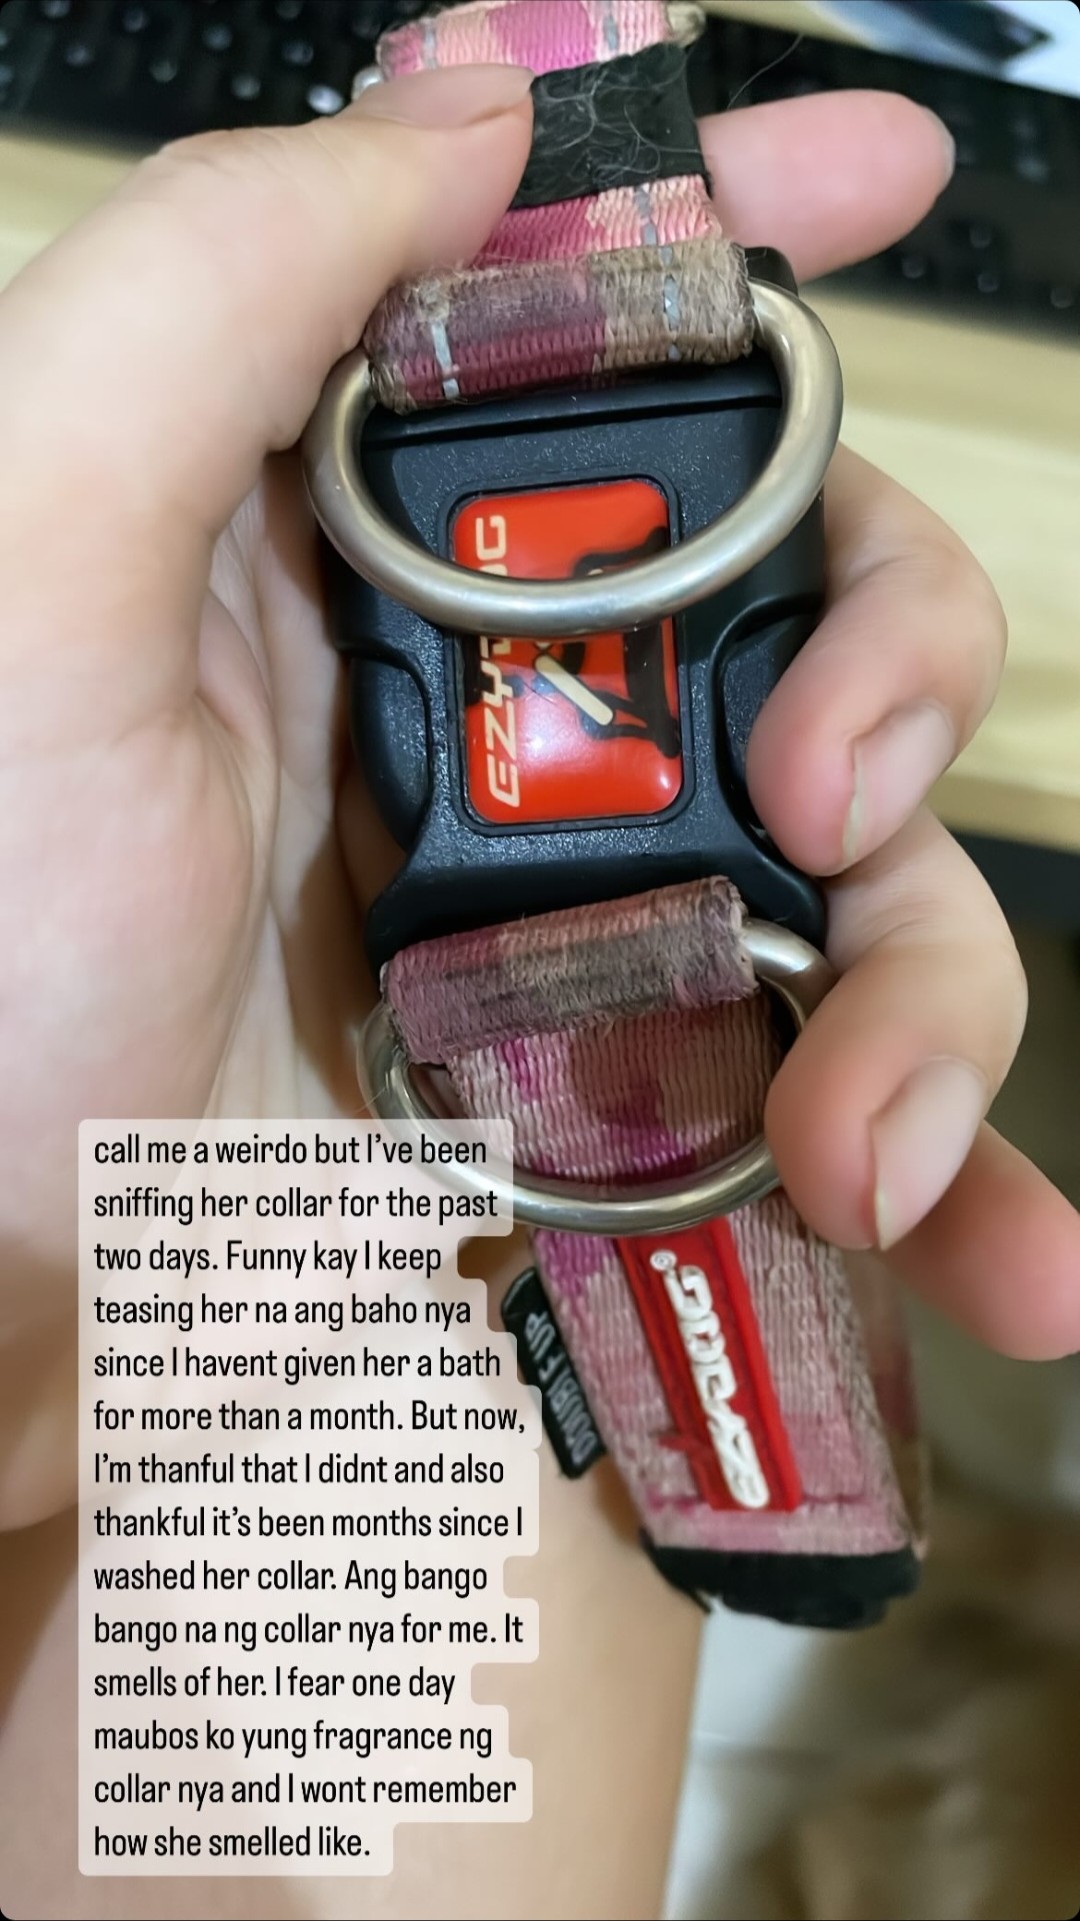 EZYDOG
call me a weirdo but I've been
sniffing her collar for the past
two days. Funny kay I keep
teasing her na ang baho nya
since I havent given her a bath
for more than a month. But now,
I'm thanful that I didnt and also
thankful it's been months since I
washed her collar. Ang bango
bango na ng collar nya for me. It
smells of her. I fear one day
maubos ko yung fragrance ng
collar nya and I wont remember
how she smelled like.
DOUBLE UP
EZYDOG®